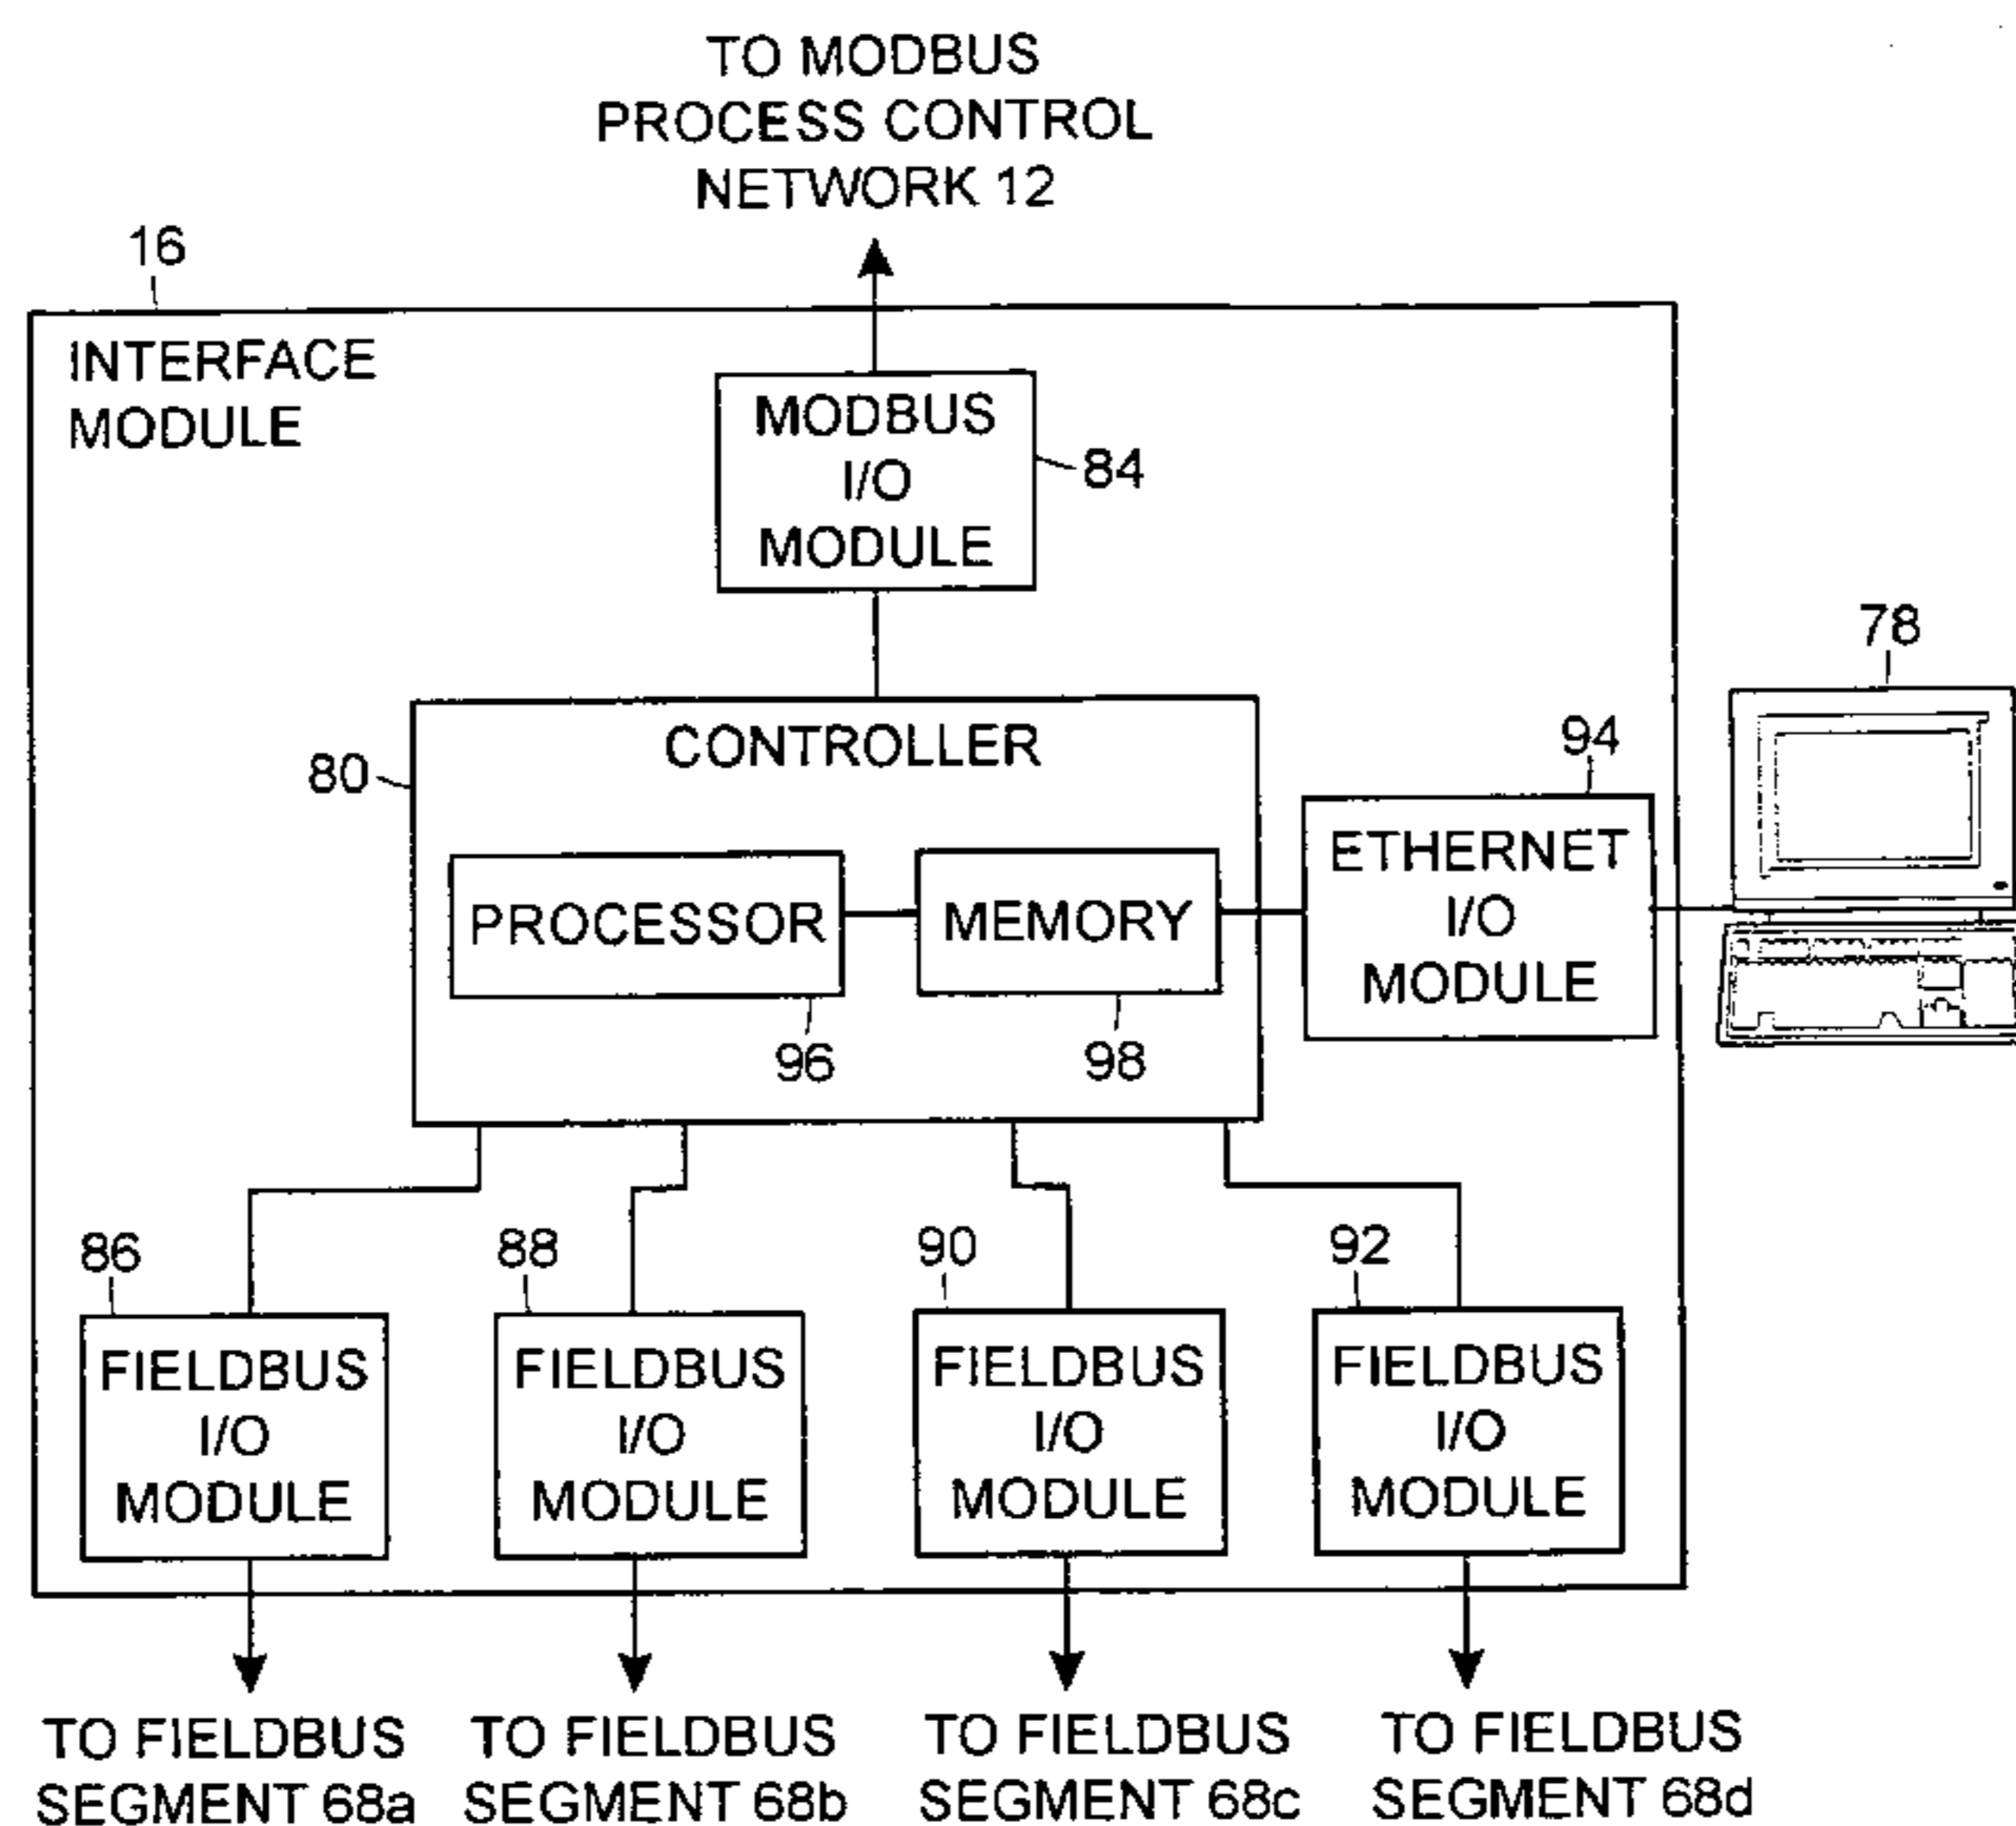 TO MODBUS
PROCESS CONTROL
NETWORK 12
16
INTERFACE
MODULE
MODBUS
I/O
MODULE
84
78
CONTROLLER
80
94
PROCESSOR
MEMORY
ETHERNET
I/O
MODULE
96
98
86
88
90
92
FIELDBUS
I/O
MODULE
FIELDBUS
I/O
MODULE
FIELDBUS
I/O
MODULE
FIELDBUS
I/O
MODULE
TO FIELDBUS
SEGMENT 68a
TO FIELDBUS
SEGMENT 68b
TO FIELDBUS
SEGMENT 68c
TO FIELDBUS
SEGMENT 68d